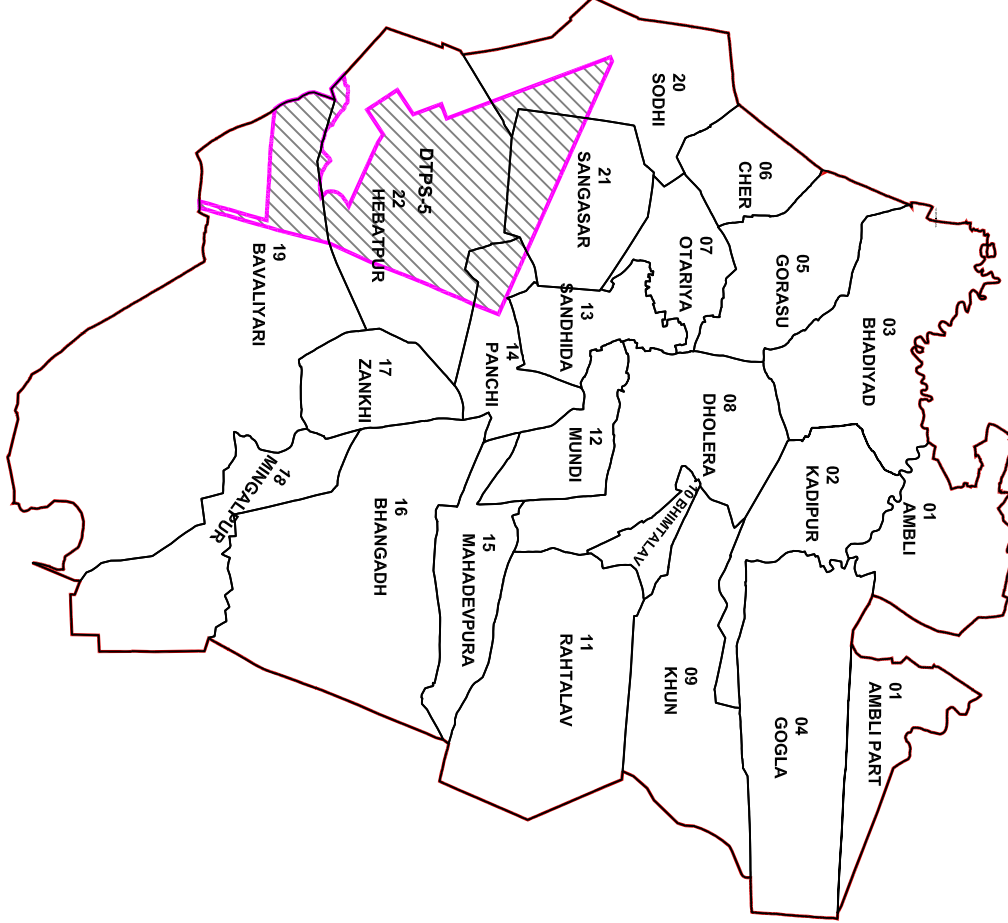 20
SODHI
06
CHER
21
SANGASAR
07
OTARIYA
05
GORASU
03
BHADIYAD
DTPS-5
22
HEBATPUR
19
BAVALIYARI
13
SANDHIDA
14
PANCHI
17
ZANKHI
08
DHOLERA
12
MUNDI
02
KADIPUR
01
AMBLI
18
MINGALPUR
16
BHANGADH
10 BHIMTALAV
15
MAHADEVPURA
11
RAHTALAV
09
KHUN
04
GOGLA
01
AMBLI PART